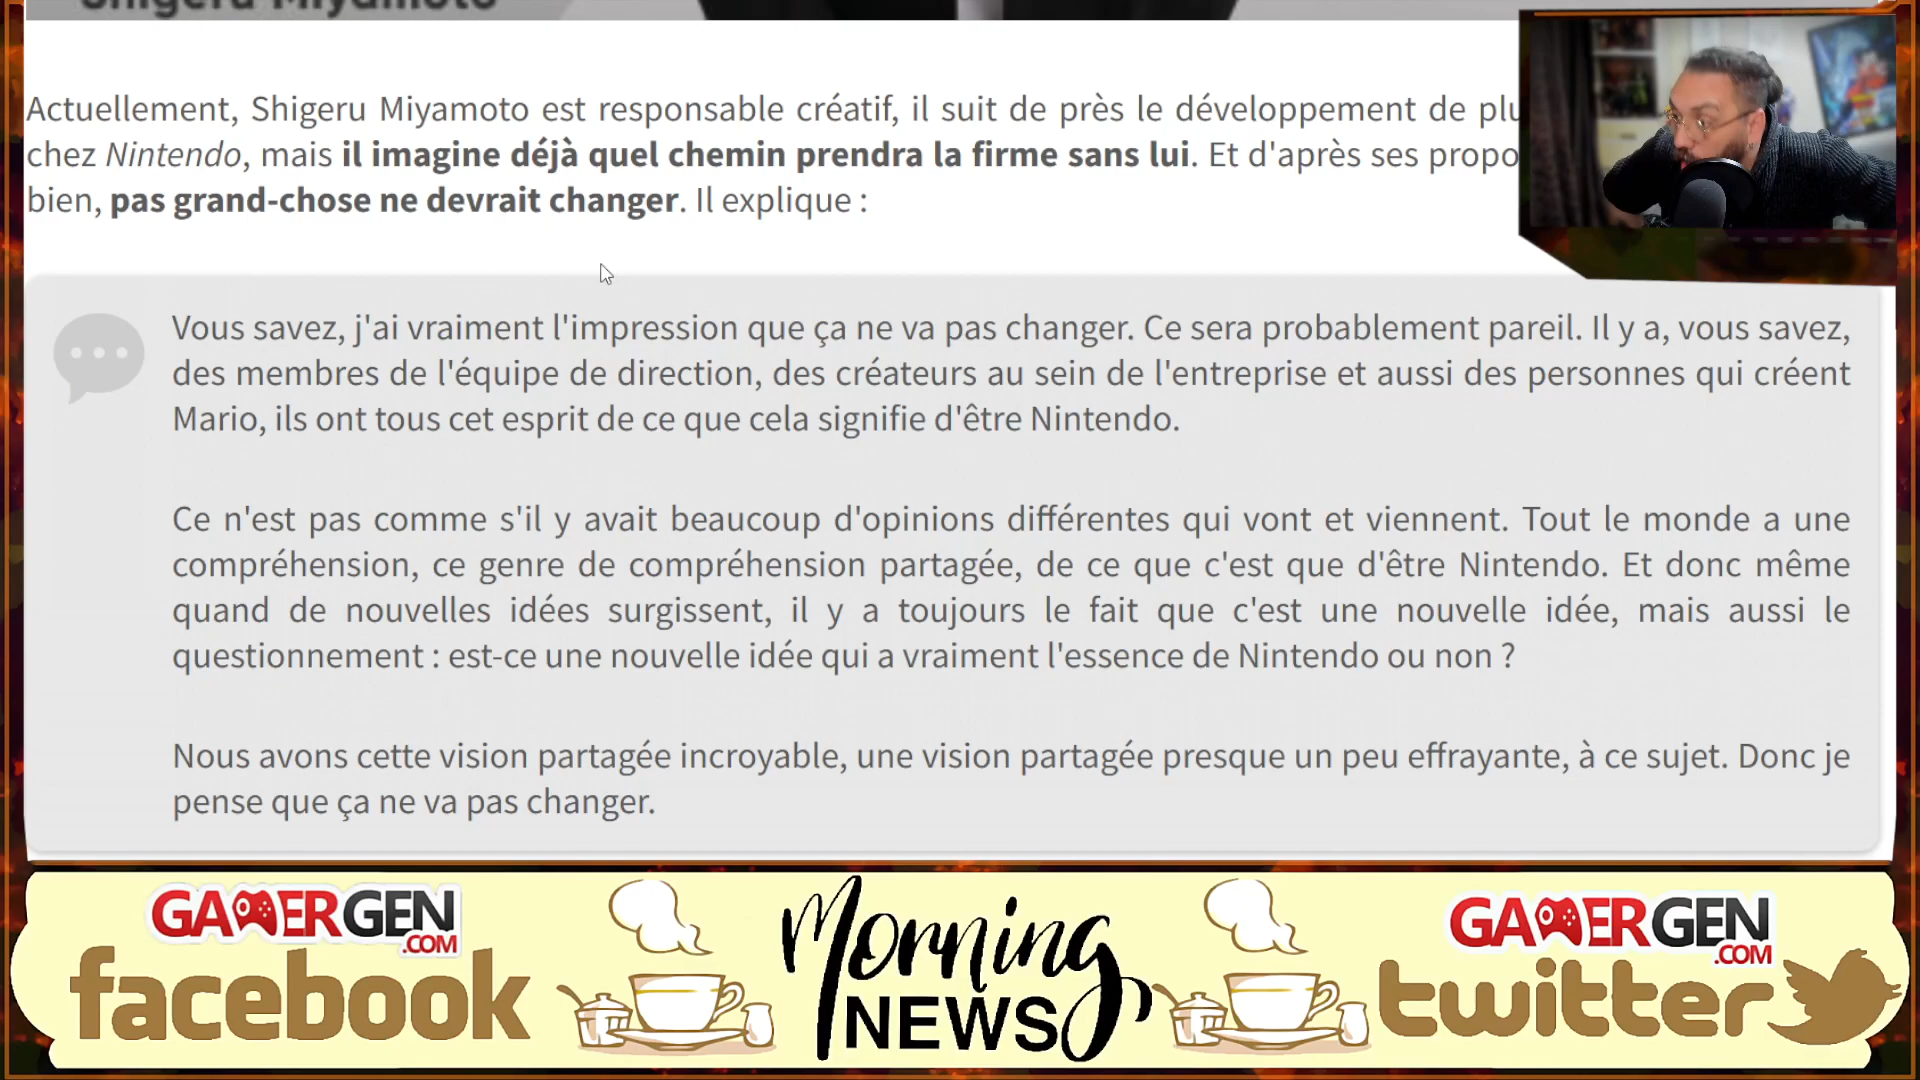 Shigeru Miyamoto
Actuellement, Shigeru Miyamoto est responsable créatif, il suit de près le développement de
chez Nintendo, mais il imagine déjà quel chemin prendra la firme sans lui. Et d'après ses
bien, pas grand-chose ne devrait changer. Il explique :
Vous savez, j'ai vraiment l'impression que ça ne va pas changer. Ce sera probablement pareil. Il y a, vous savez,
des membres de l'équipe de direction, des créateurs au sein de l'entreprise et aussi des personnes qui créent
Mario, ils ont tous cet esprit de ce que cela signifie d'être Nintendo.
Ce n'est pas comme s'il y avait beaucoup d'opinions différentes qui vont et viennent. Tout le monde a une
compréhension, ce genre de compréhension partagée, de ce que c'est que d'être Nintendo. Et donc même
quand de nouvelles idées surgissent, il y a toujours le fait que c'est une nouvelle idée, mais aussi le
questionnement : est-ce une nouvelle idée qui a vraiment l'essence de Nintendo ou non ?
Nous avons cette vision partagée incroyable, une vision partagée presque un peu effrayante, à ce sujet. Donc je
pense que ça ne va pas changer.
GAMERGEN
.COM
facebook
Morning
NEWS
GAMERGEN
.COM
twitter